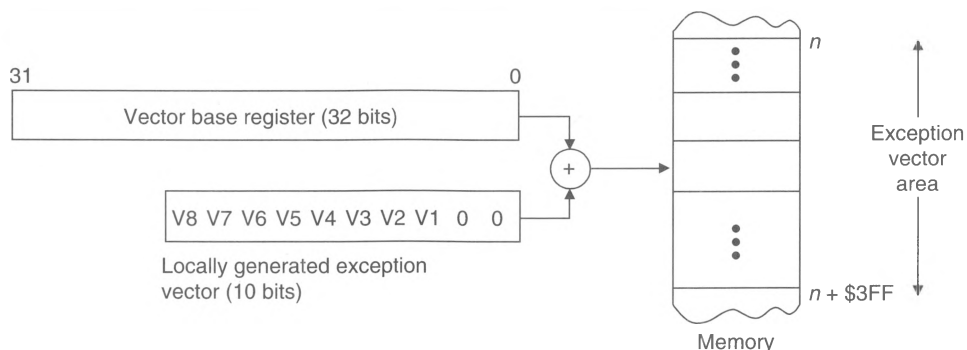 31 0
Vector base register (32 bits)
+
V8 V7 V6 V5 V4 V3 V2 V1 0 0
Locally generated exception
vector (10 bits)
n
Exception
vector
area
n + $3FF
Memory